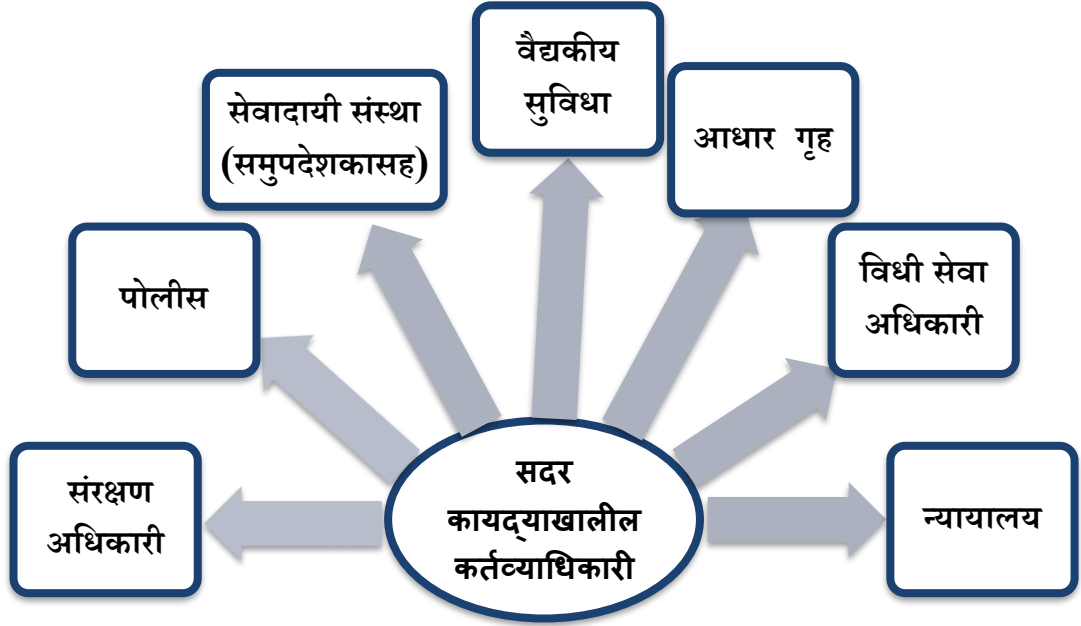 वैद्यकीय
सुविधा
सेवादायी संस्था
(समुपदेशकासह)
आधार गृह
पोलीस
विधी सेवा
अधिकारी
संरक्षण
अधिकारी
सदर
कायद्याखालील
कर्तव्याधिकारी
न्यायालय